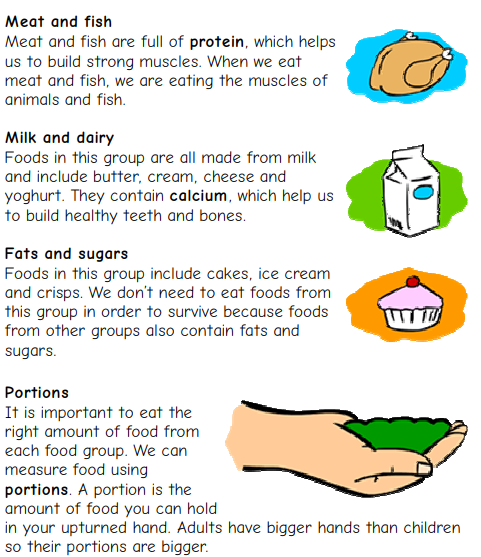 Meat and fish
Meat and fish are full of protein, which helps
us to build strong muscles. When we eat
meat and fish, we are eating the muscles of
animals and fish.
Milk and dairy
Foods in this group are all made from milk
and include butter, cream, cheese and
yoghurt. They contain calcium, which help us
to build healthy teeth and bones.
Fats and sugars
Foods in this group include cakes, ice cream
and crisps. We don't need to eat foods from
this group in order to survive because foods
from other groups also contain fats and
sugars.
Portions
It is important to eat the
right amount of food from
each food group. We can
measure food using
portions. A portion is the
amount of food you can hold
in your upturned hand. Adults have bigger hands than children
so their portions are bigger.